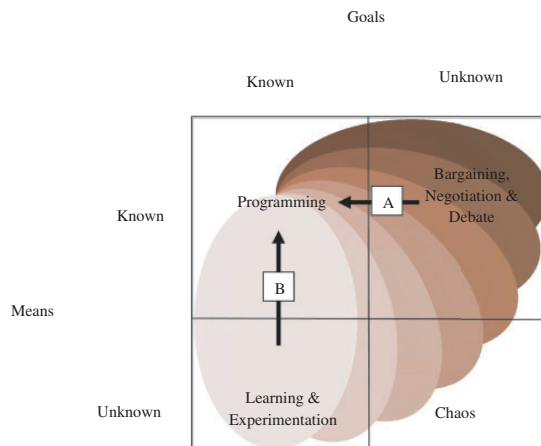 Goals
Known
Unknown
Bargaining,
Negotiation &
Debate
Programming
A
Known
B
Means
Learning &
Experimentation
Chaos
Unknown